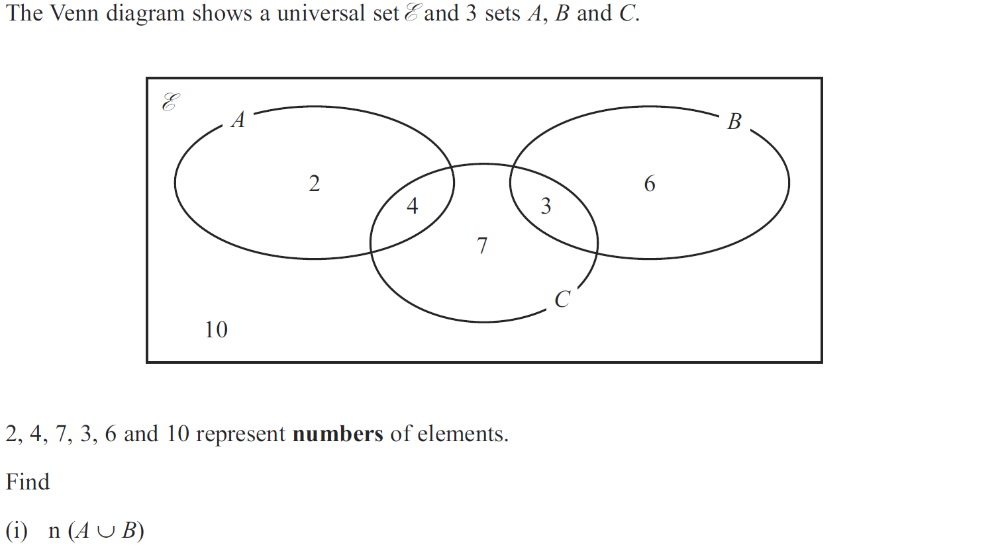 The Venn diagram shows a universal set ℰ and 3 sets A, B and C.
ℰ
A
B
2
6
4
3
7
C
10
2, 4, 7, 3, 6 and 10 represent numbers of elements.
Find
(i) n (A ∪ B)